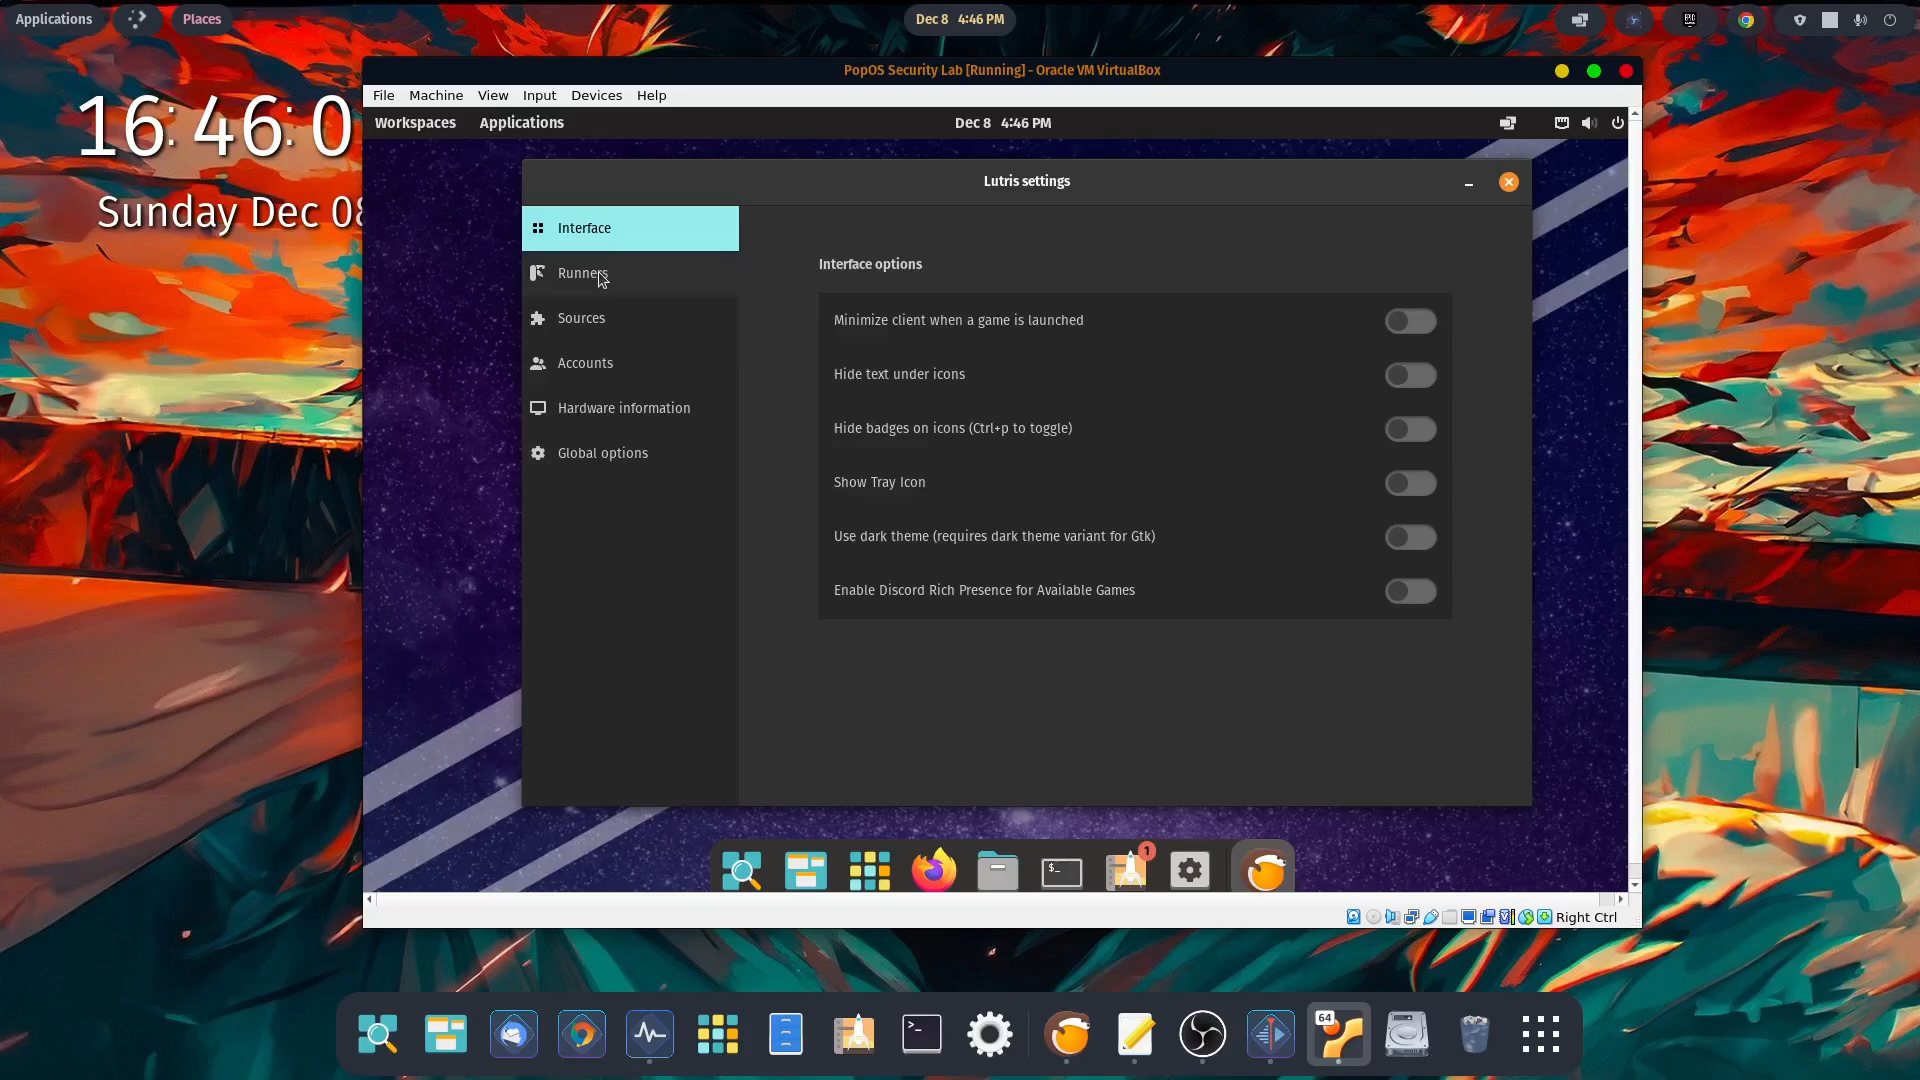 Applications
Places
Dec 8 4:46 PM
PopOS Security Lab [Running] - Oracle VM VirtualBox
File Machine View Input Devices Help
16:46:0
Sunday Dec 08
Workspaces Applications
Dec 8 4:46 PM
Lutris settings
Interface
Runners
Sources
Accounts
Hardware information
Global options
Interface options
Minimize client when a game is launched
Hide text under icons
Hide badges on icons (Ctrl+p to toggle)
Show Tray Icon
Use dark theme (requires dark theme variant for Gtk)
Enable Discord Rich Presence for Available Games
1
$_
Right Ctrl
>_
64